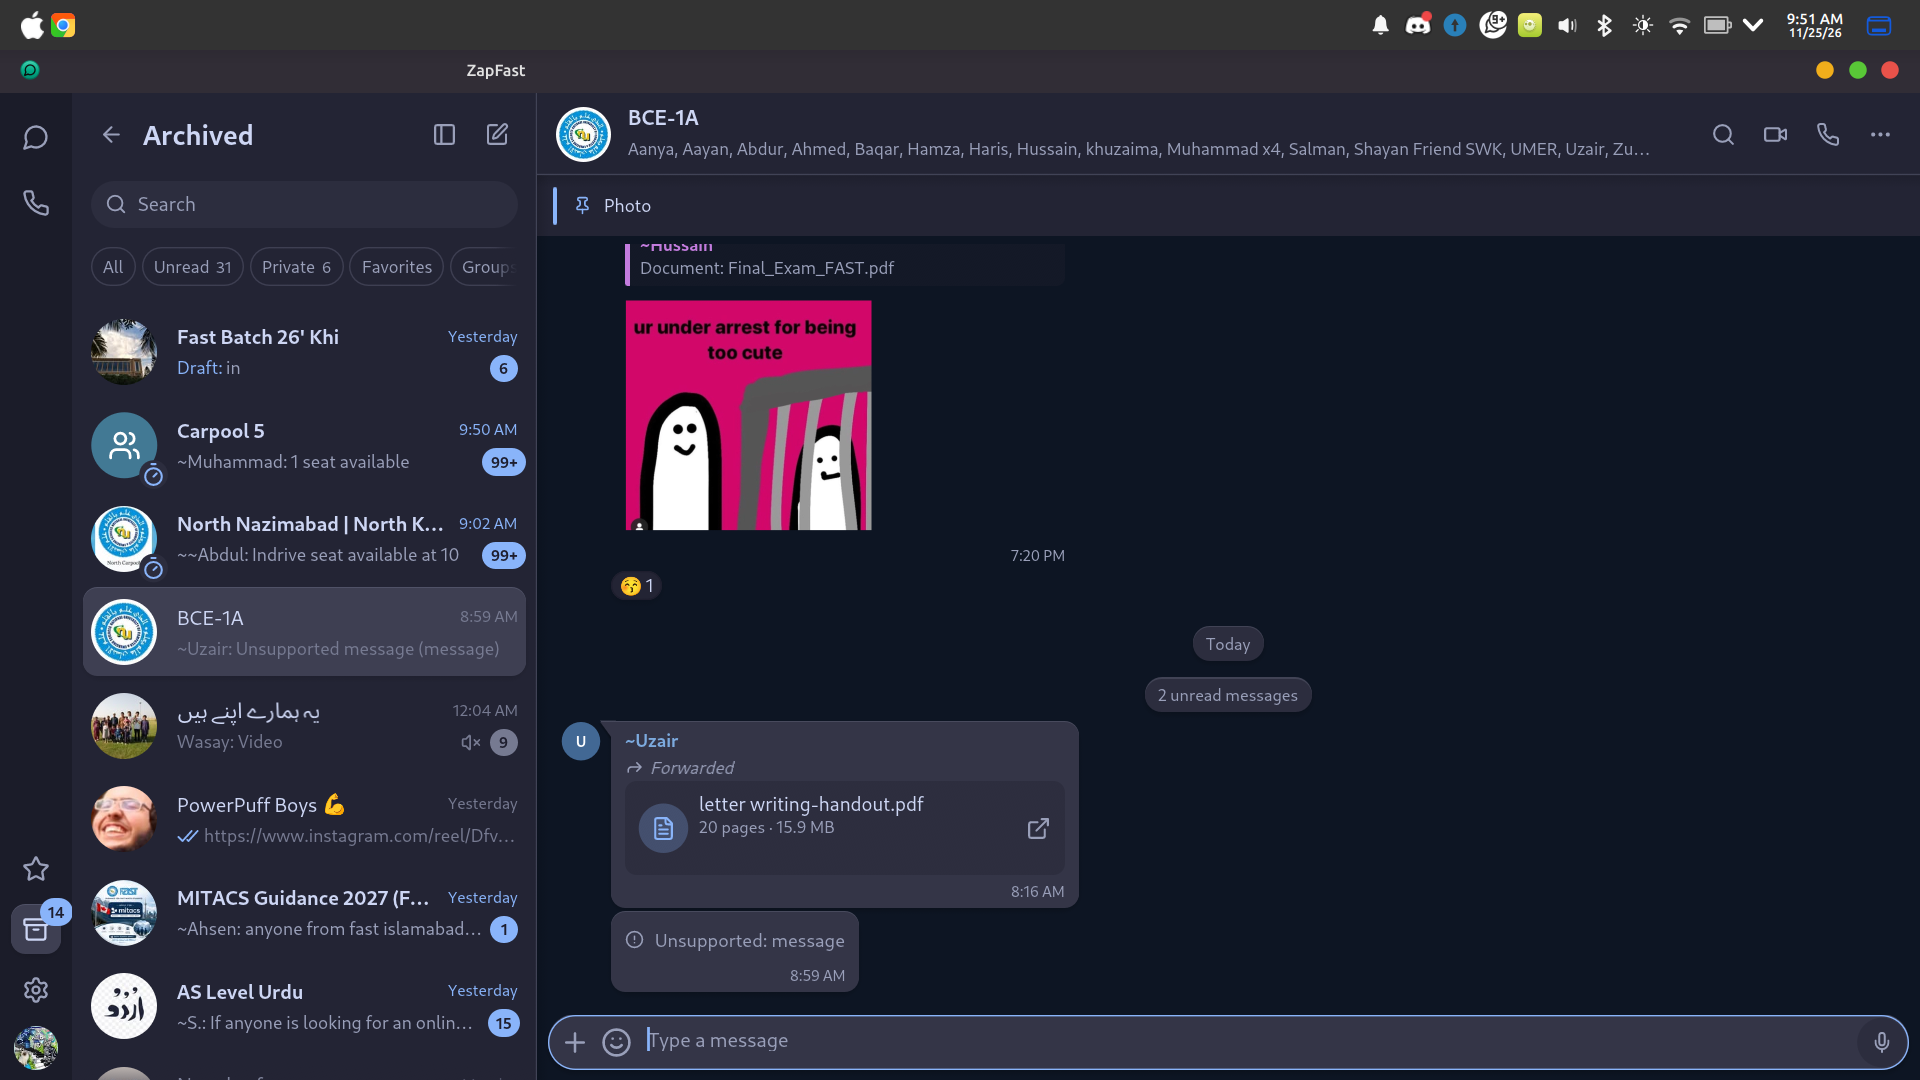 9+
9:51 AM
11/25/26
ZapFast
Archived
Search
All
Unread 31
Private 6
Favorites
Groups
Fast Batch 26' Khi
Yesterday
Draft: in
6
Carpool 5
9:50 AM
~Muhammad: 1 seat available
99+
North Nazimabad | North K...
9:02 AM
~~Abdul: Indrive seat available at 10
99+
BCE-1A
8:59 AM
~Uzair: Unsupported message (message)
یہ ہمارے اپنے ہیں
12:04 AM
Wasay: Video
9
PowerPuff Boys 💪
Yesterday
https://www.instagram.com/reel/Dfv...
MITACS Guidance 2027 (F...
Yesterday
~Ahsen: anyone from fast islamabad...
1
AS Level Urdu
Yesterday
~S.: If anyone is looking for an onlin...
15
14
BCE-1A
Aanya, Aayan, Abdur, Ahmed, Baqar, Hamza, Haris, Hussain, khuzaima, Muhammad x4, Salman, Shayan Friend SWK, UMER, Uzair, Zu...
Photo
~Hussain
Document: Final_Exam_FAST.pdf
ur under arrest for being
too cute
7:20 PM
😚 1
Today
2 unread messages
U
~Uzair
Forwarded
letter writing-handout.pdf
20 pages · 15.9 MB
8:16 AM
Unsupported: message
8:59 AM
Type a message